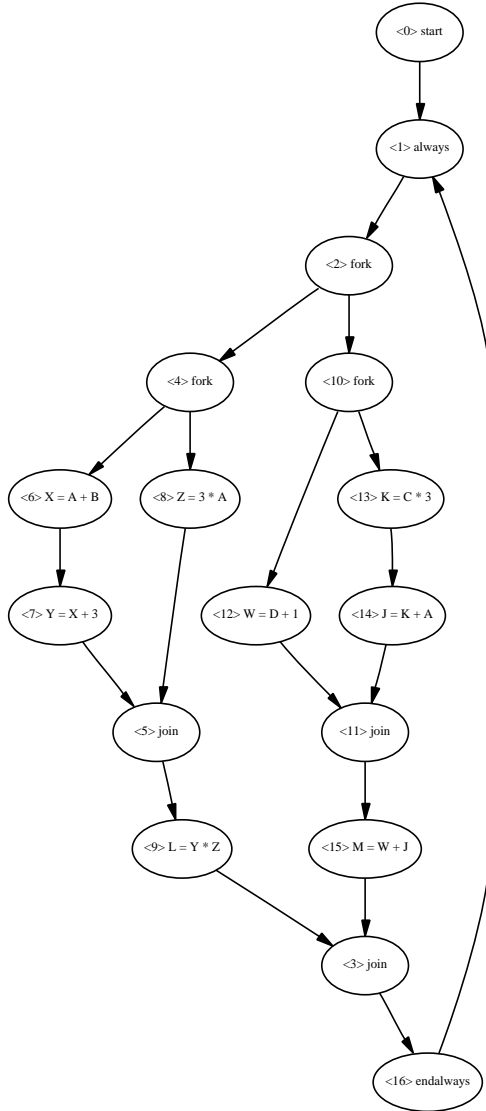 <0> start
<1> always
<2> fork
<4> fork
<10> fork
<6> X = A + B
<8> Z = 3 * A
<13> K = C * 3
<7> Y = X + 3
<12> W = D + 1
<14> J = K + A
<5> join
<11> join
<9> L = Y * Z
<15> M = W + J
<3> join
<16> endalways